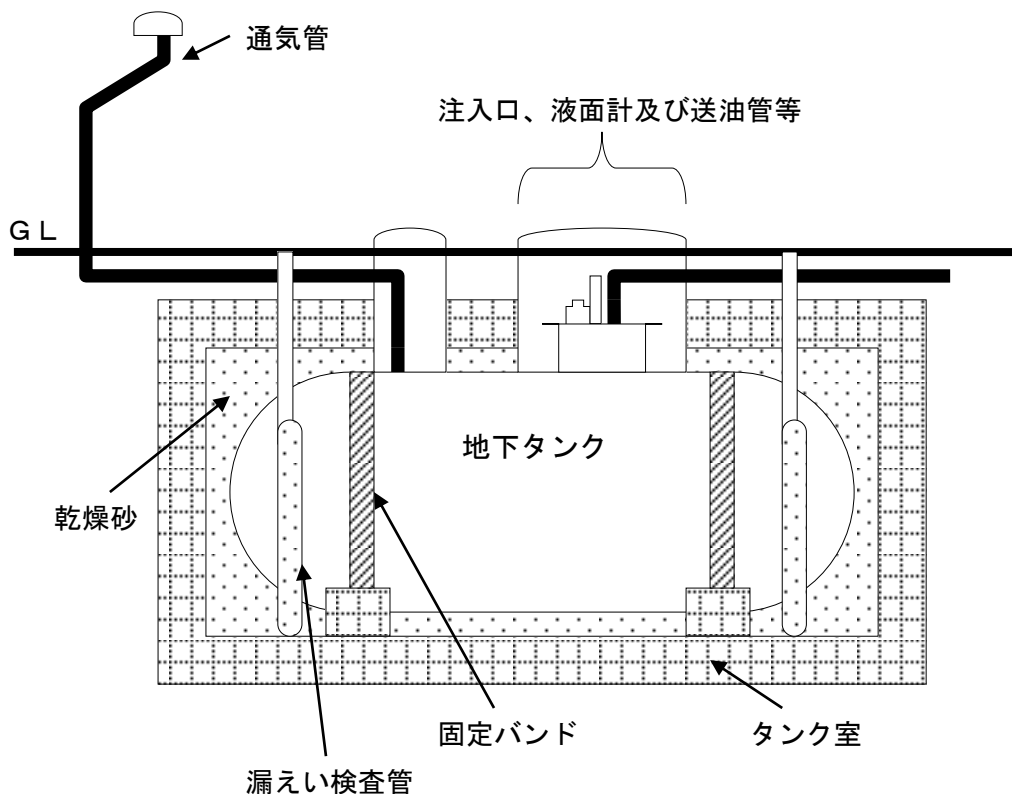 通気管
注入口、液面計及び送油管等
ＧＬ
地下タンク
乾燥砂
固定バンド
タンク室
漏えい検査管